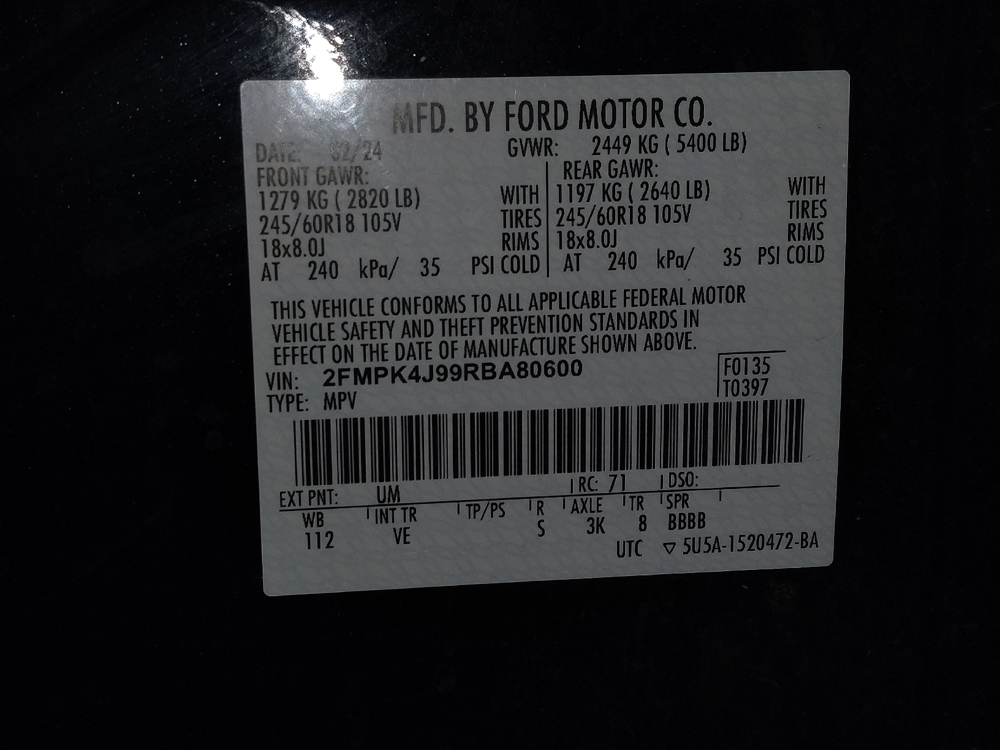 MFD. BY FORD MOTOR CO.
DATE: 02/24 GVWR: 2449 KG ( 5400 LB)
FRONT GAWR: REAR GAWR:
1279 KG ( 2820 LB) WITH 1197 KG ( 2640 LB) WITH
245/60R18 105V TIRES 245/60R18 105V TIRES
18x8.0J RIMS 18x8.0J RIMS
AT 240 kPa/ 35 PSI COLD AT 240 kPa/ 35 PSI COLD
THIS VEHICLE CONFORMS TO ALL APPLICABLE FEDERAL MOTOR
VEHICLE SAFETY AND THEFT PREVENTION STANDARDS IN
EFFECT ON THE DATE OF MANUFACTURE SHOWN ABOVE.
VIN: 2FMPK4J99RBA80600 F0135
TYPE: MPV T0397
EXT PNT: UM RC: 71 DSO:
WB INT TR TP/PS R AXLE TR SPR
112 VE S 3K 8 BBBB
UTC ▽ 5U5A-1520472-BA